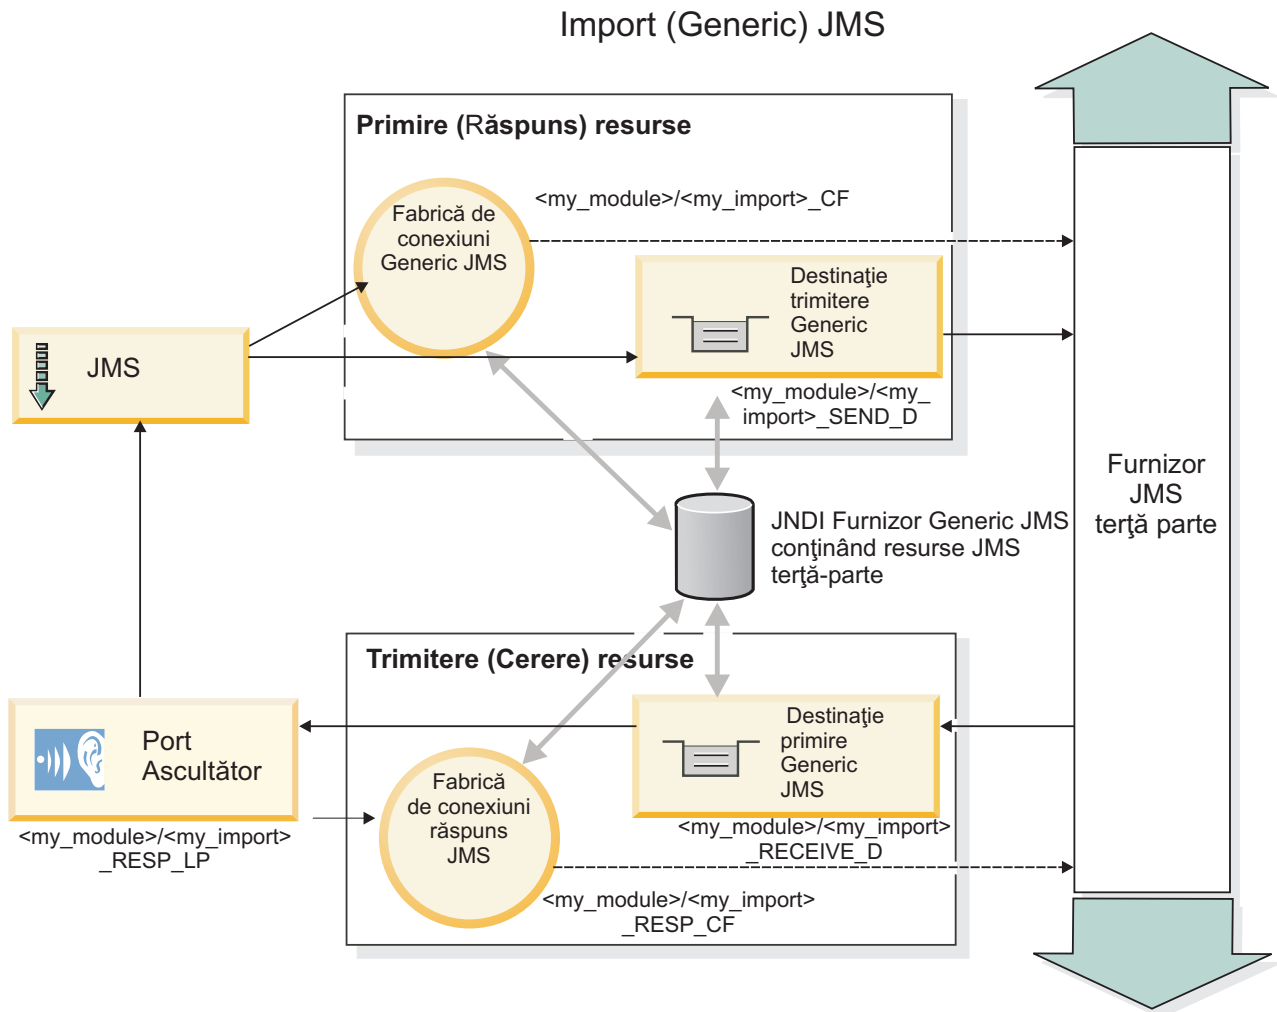 Import (Generic) JMS
Primire (Răspuns) resurse
<my_module>/<my_import>_CF
Fabrică de
conexiuni
Generic JMS
Destinaţie
trimitere
Generic
JMS
JMS
<my_module>/<my_
import>_SEND_D
Furnizor
JMS
terţă parte
JNDI Furnizor Generic JMS
conţinând resurse JMS
terţă-parte
Trimitere (Cerere) resurse
Port
Ascultător
<my_module>/<my_import>
_RESP_LP
Destinaţie
primire
Generic
JMS
Fabrică
de conexiuni
răspuns
JMS
<my_module>/<my_import>
_RECEIVE_D
<my_module>/<my_import>
_RESP_CF